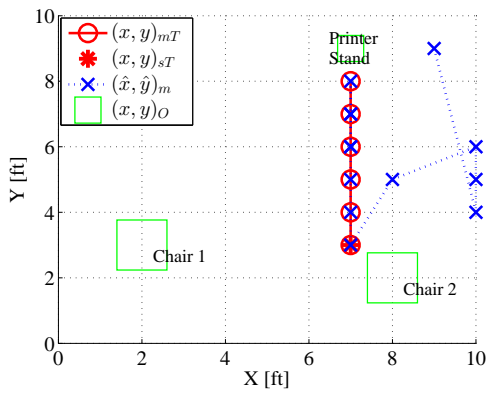 10
8
6
4
2
0
Y [ft]
(x, y)_{mT}
(x, y)_{sT}
(x̂, ŷ)_m
(x, y)_O
Printer
Stand
Chair 1
Chair 2
0 2 4 6 8 10
X [ft]